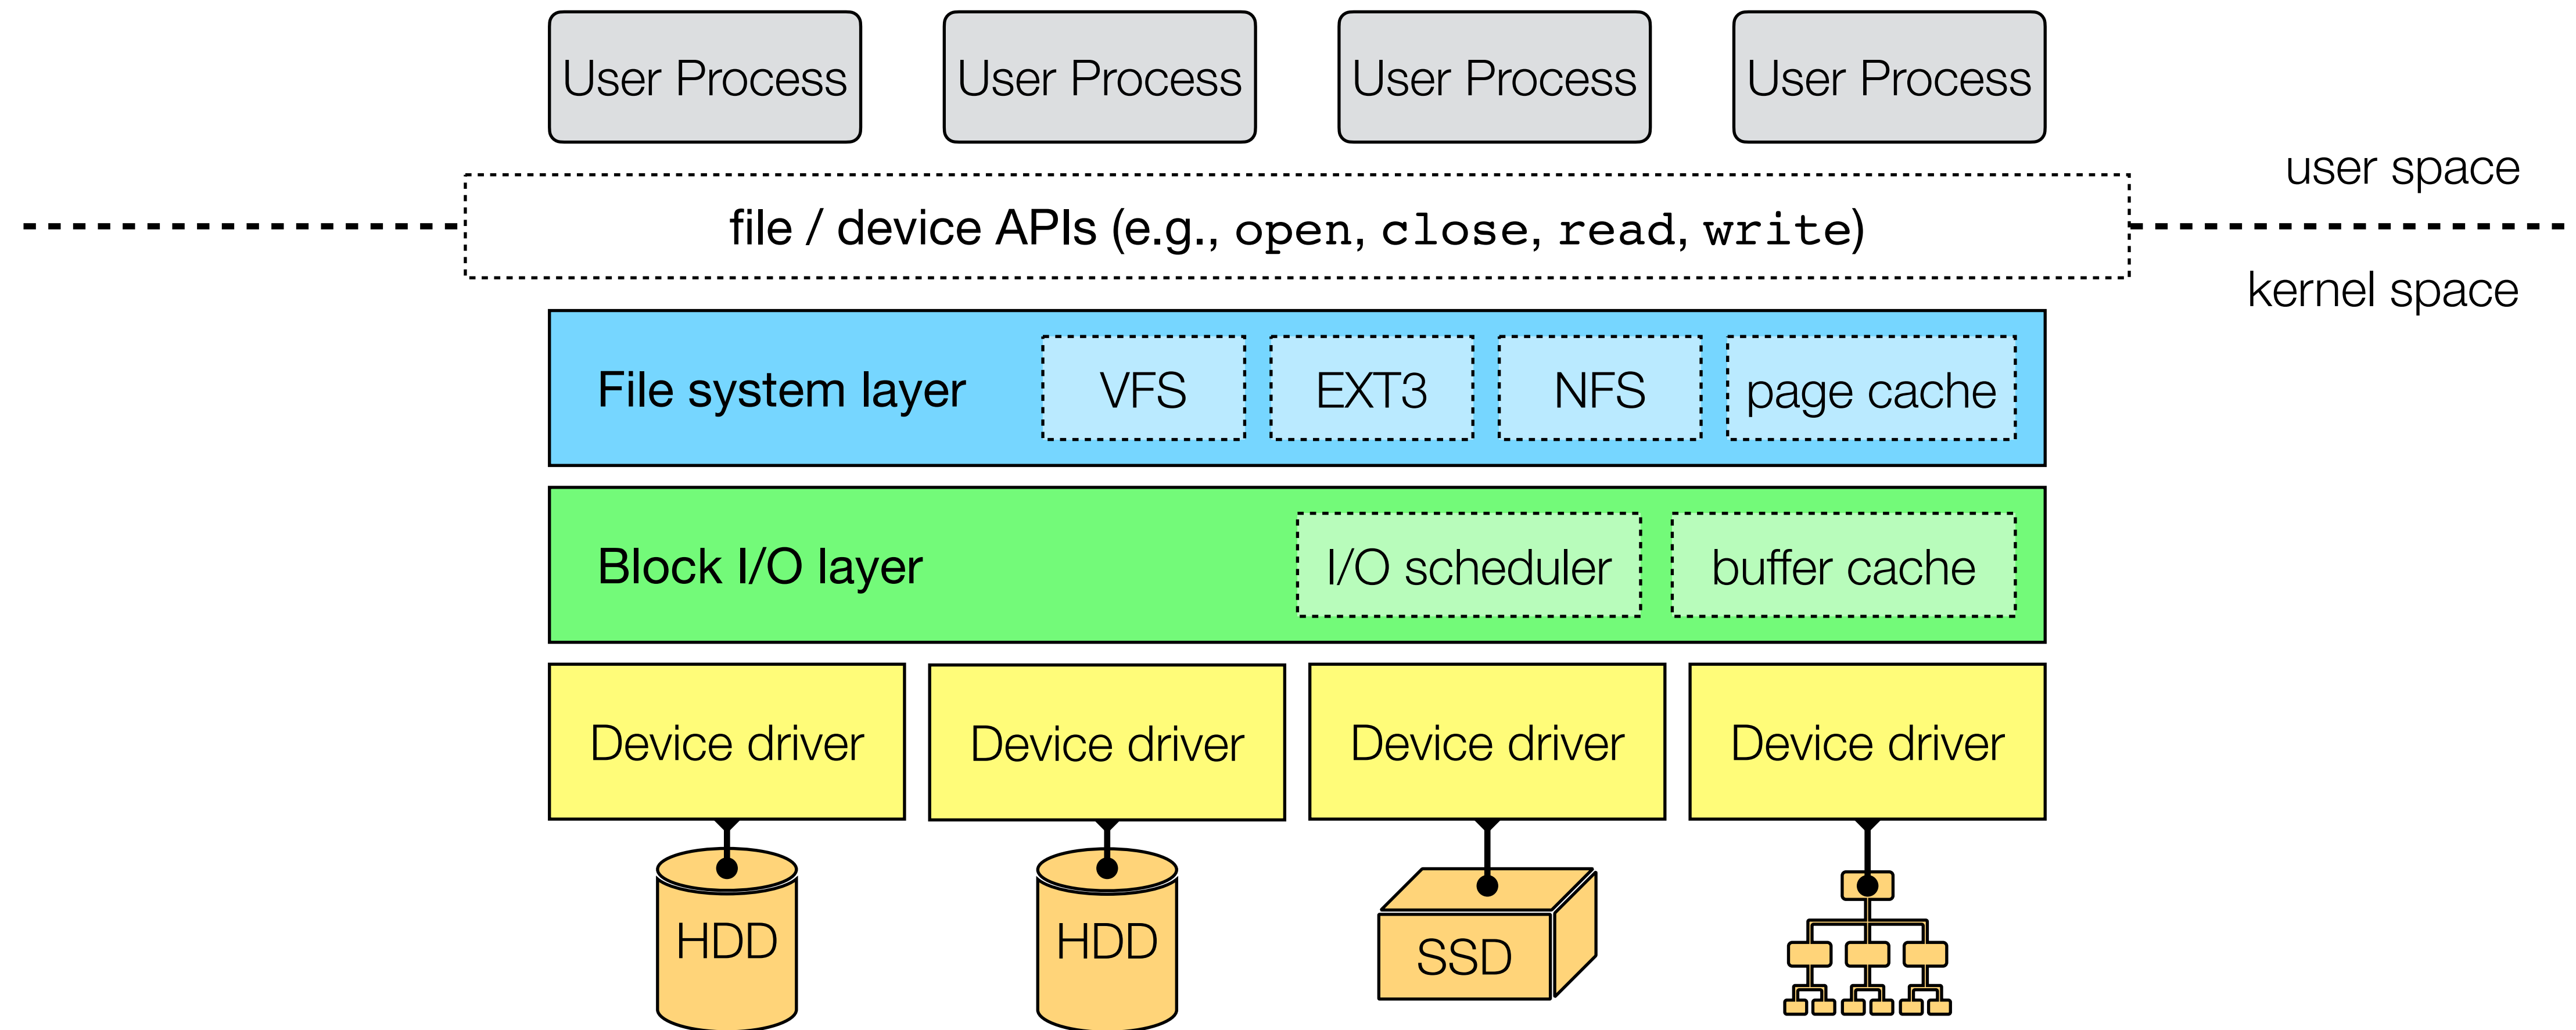 User Process User Process User Process User Process
user space
file / device APIs (e.g., open, close, read, write)
kernel space
File system layer VFS EXT3 NFS page cache
Block I/O layer I/O scheduler buffer cache
Device driver Device driver Device driver Device driver
HDD HDD SSD